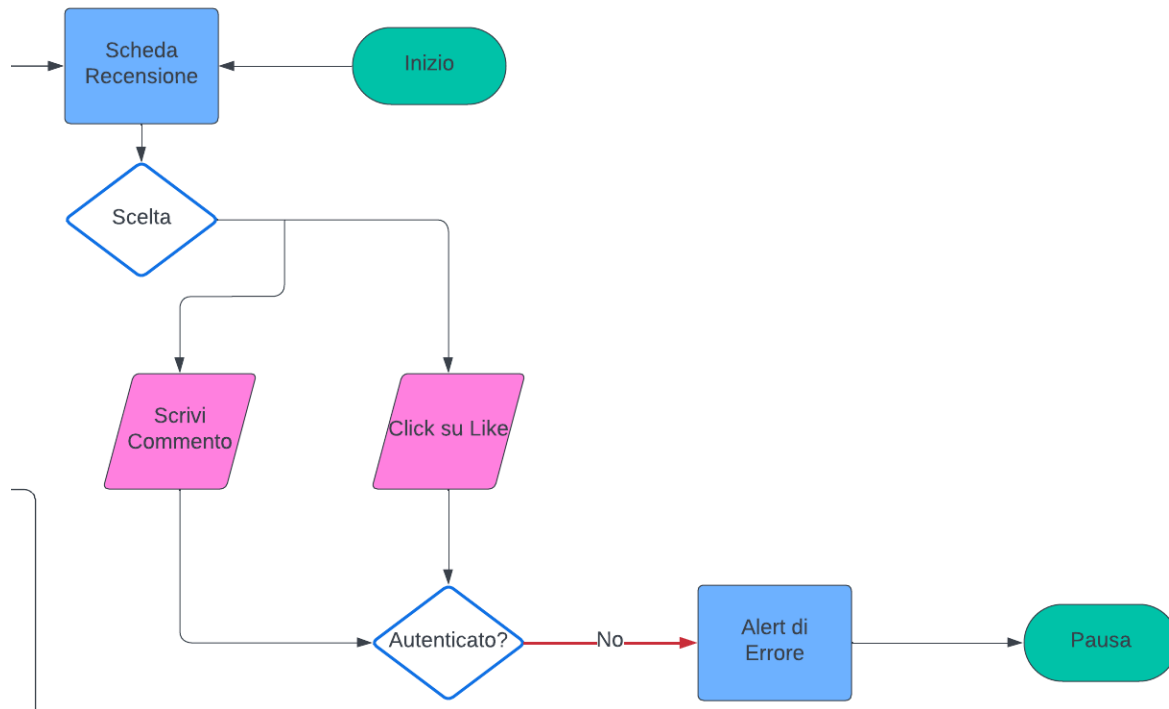 Scheda
Recensione
Inizio
Scelta
Scrivi
Commento
Click su Like
Autenticato?
No
Alert di
Errore
Pausa